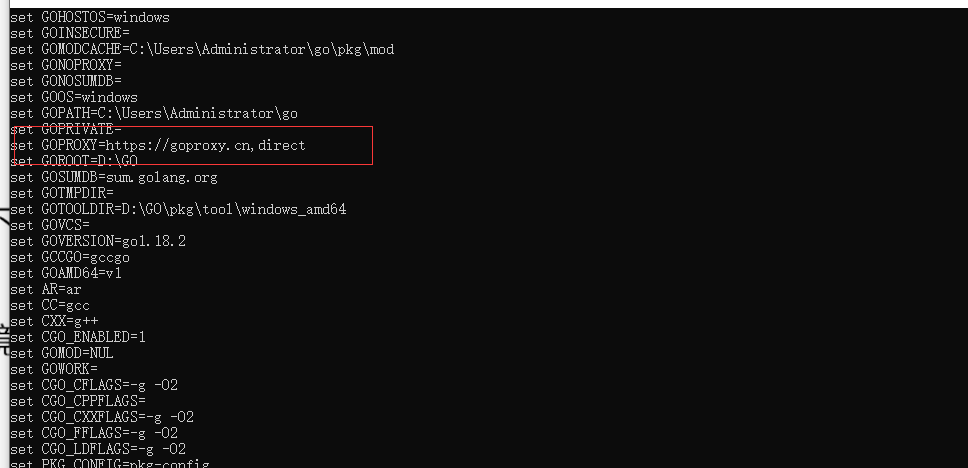 set GOHOSTOS=windows
set GOINSECURE=
set GOMODCACHE=C:\Users\Administrator\go\pkg\mod
set GONOPROXY=
set GONOSUMDB=
set GOOS=windows
set GOPATH=C:\Users\Administrator\go
set GOPRIVATE=
set GOPROXY=https://goproxy.cn,direct
set GOROOT=D:\GO
set GOSUMDB=sum.golang.org
set GOTMPDIR=
set GOTOOLDIR=D:\GO\pkg\tool\windows_amd64
set GOVCS=
set GOVERSION=go1.18.2
set GCCGO=gccgo
set GOAMD64=v1
set AR=ar
set CC=gcc
set CXX=g++
set CGO_ENABLED=1
set GOMOD=NUL
set GOWORK=
set CGO_CFLAGS=-g -O2
set CGO_CPPFLAGS=
set CGO_CXXFLAGS=-g -O2
set CGO_FFLAGS=-g -O2
set CGO_LDFLAGS=-g -O2
set PKG_CONFIG=pkg-config